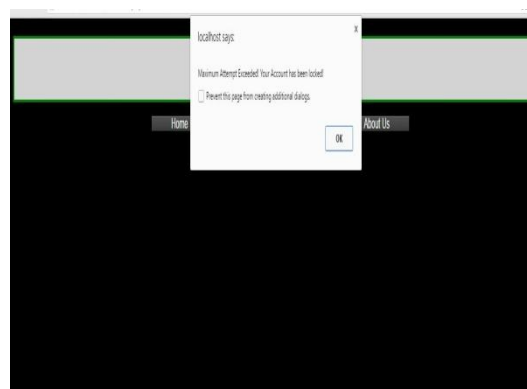 localhost says:
Maximum Attempt Exceeded! Your Account has been locked!
Prevent this page from creating additional dialogs.
OK
Home
About Us